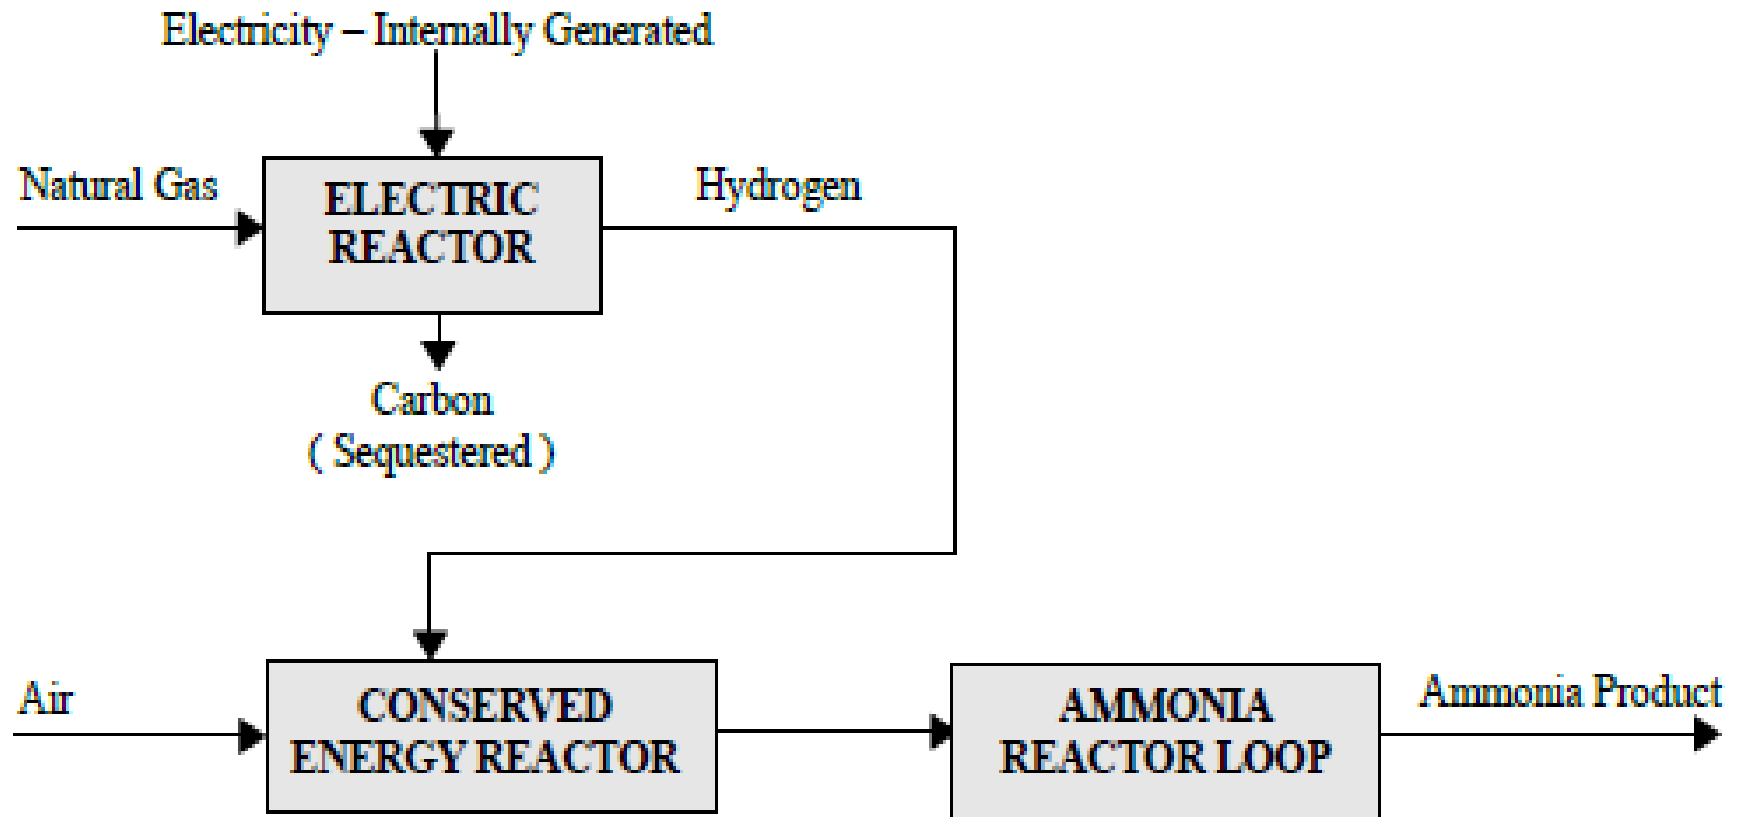 Electricity – Internally Generated
Natural Gas
ELECTRIC
REACTOR
Hydrogen
Carbon
( Sequestered )
Air
CONSERVED
ENERGY REACTOR
AMMONIA
REACTOR LOOP
Ammonia Product